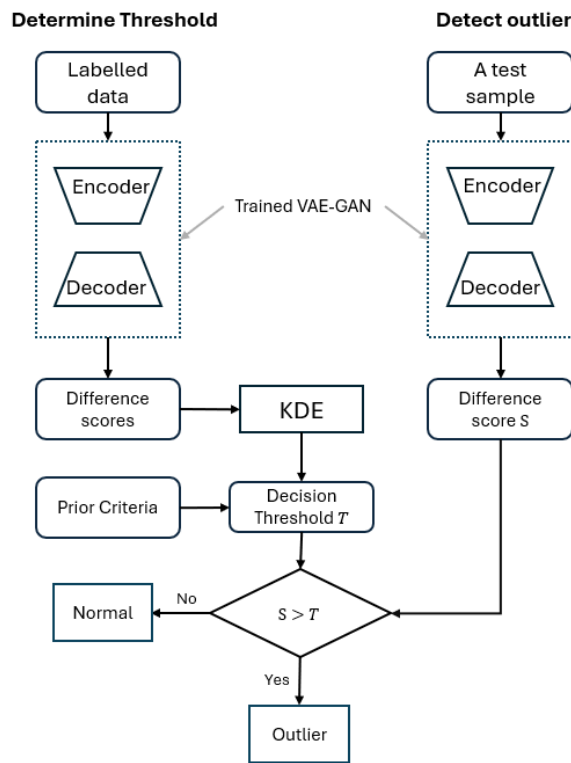 Determine Threshold
Detect outlier
Labelled
data
A test
sample
Encoder
Encoder
Trained VAE-GAN
Decoder
Decoder
Difference
scores
KDE
Difference
score S
Prior Criteria
Decision
Threshold T
Normal
No
S > T
Yes
Outlier